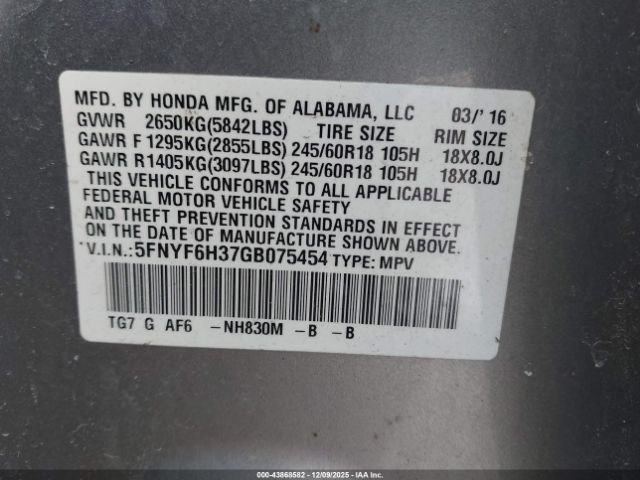 MFD. BY HONDA MFG. OF ALABAMA, LLC 03/' 16
GVWR 2650KG(5842LBS) TIRE SIZE RIM SIZE
GAWR F 1295KG(2855LBS) 245/60R18 105H 18X8.0J
GAWR R1405KG(3097LBS) 245/60R18 105H 18X8.0J
THIS VEHICLE CONFORMS TO ALL APPLICABLE
FEDERAL MOTOR VEHICLE SAFETY
AND THEFT PREVENTION STANDARDS IN EFFECT
ON THE DATE OF MANUFACTURE SHOWN ABOVE.
*V.I.N.:5FNYF6H37GB075454 TYPE: MPV
TG7 G AF6 -NH830M -B -B
000-43868582 | 12/09/2025 | IAA, Inc.